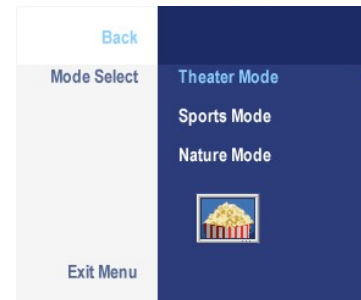 Back
Mode Select
Theater Mode
Sports Mode
Nature Mode
Exit Menu